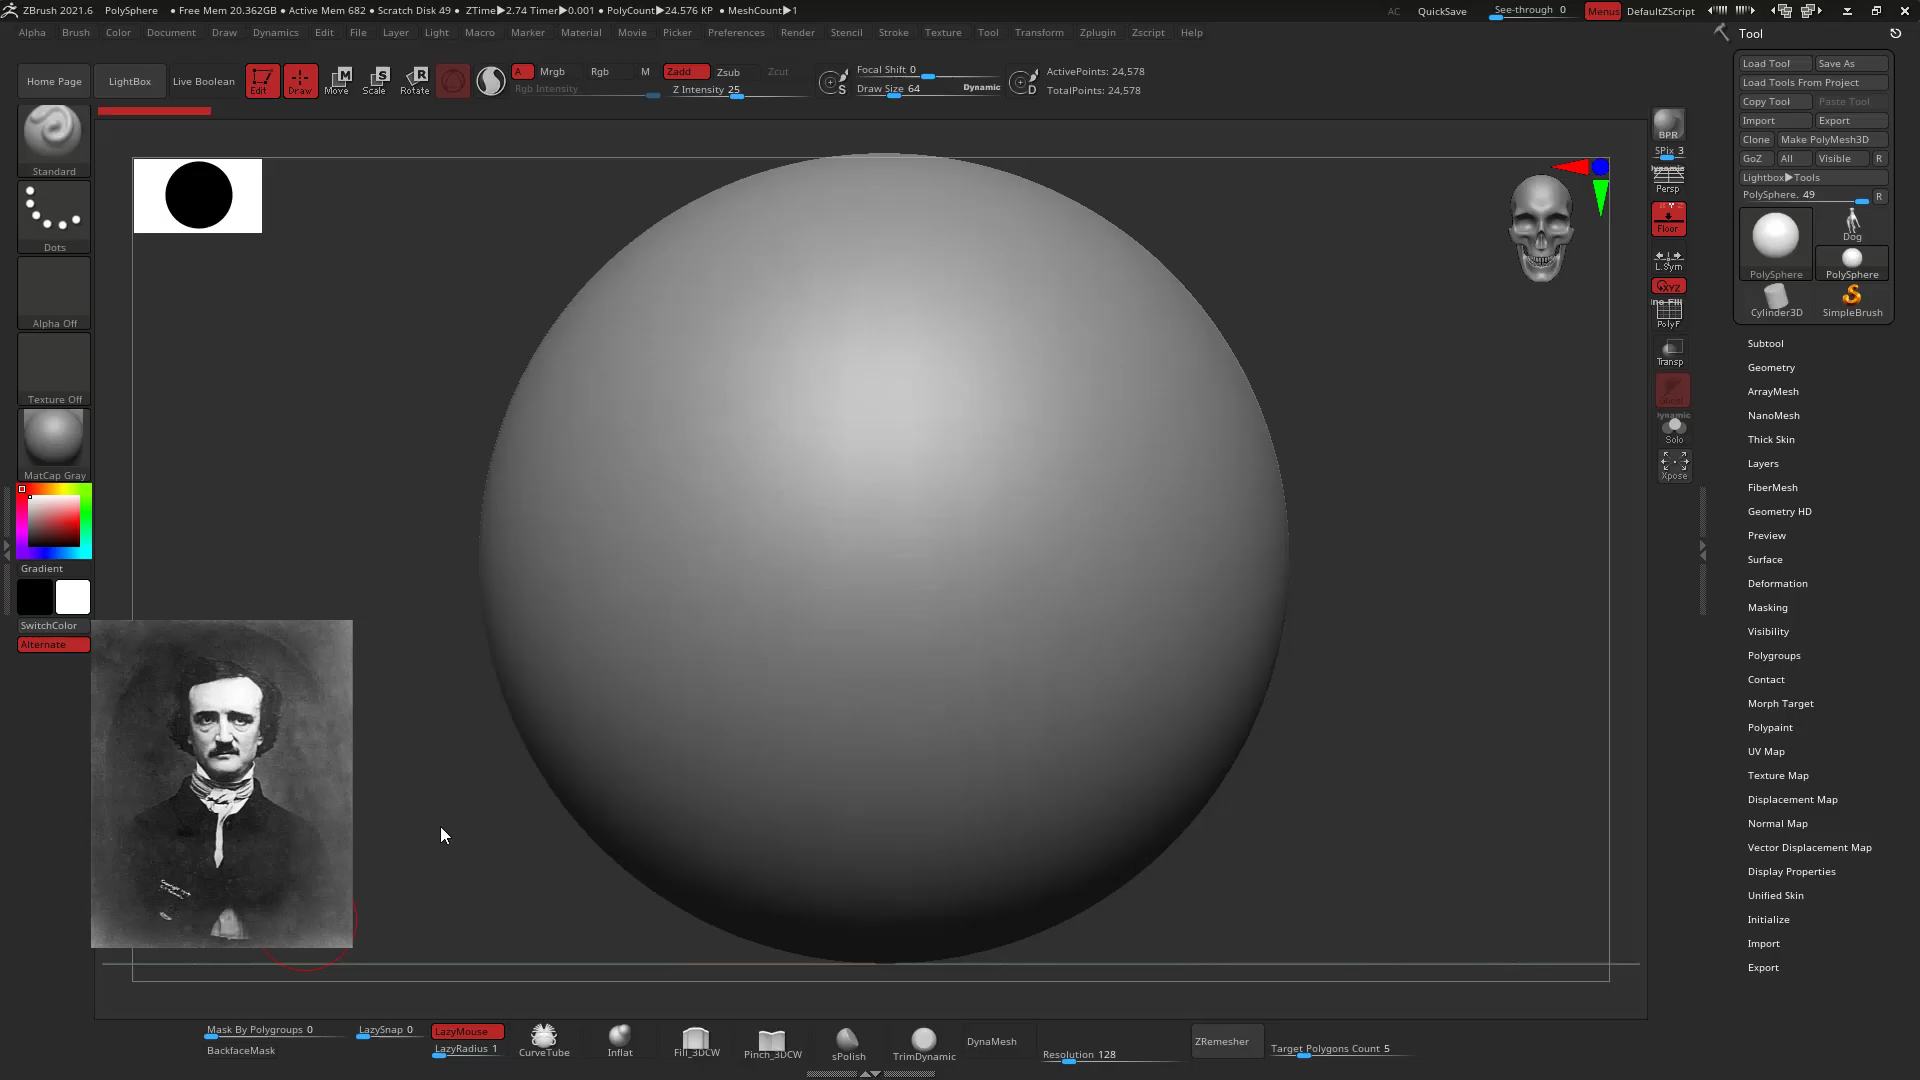 ZBrush 2021.6 PolySphere • Free Mem 20.362GB • Active Mem 682 • Scratch Disk 49 • ZTime▶2.74 Timer▶0.001 • PolyCount▶24.576 KP • MeshCount▶1 AC QuickSave See-through 0 Menus DefaultZScript
Alpha Brush Color Document Draw Dynamics Edit File Layer Light Macro Marker Material Movie Picker Preferences Render Stencil Stroke Texture Tool Transform Zplugin Zscript Help
Home Page LightBox Live Boolean Edit Draw Move Scale Rotate
M S R
A Mrgb Rgb M Zadd Zsub Zcut
Rgb Intensity Z Intensity 25
S Focal Shift 0
Draw Size 64 Dynamic D
ActivePoints: 24,578
TotalPoints: 24,578
Standard
Dots
Alpha Off
Texture Off
MatCap Gray
Gradient
SwitchColor
Alternate
BPR
SPix 3
Dynamic
Persp
Floor
L.Sym
XYZ
Line Fill
PolyF
Transp
Ghost
Dynamic
Solo
Xpose
Tool
Load Tool Save As
Load Tools From Project
Copy Tool Paste Tool
Import Export
Clone Make PolyMesh3D
GoZ All Visible R
Lightbox▶Tools
PolySphere. 49 R
PolySphere Dog
PolySphere
Cylinder3D SimpleBrush
Subtool
Geometry
ArrayMesh
NanoMesh
Thick Skin
Layers
FiberMesh
Geometry HD
Preview
Surface
Deformation
Masking
Visibility
Polygroups
Contact
Morph Target
Polypaint
UV Map
Texture Map
Displacement Map
Normal Map
Vector Displacement Map
Display Properties
Unified Skin
Initialize
Import
Export
Mask By Polygroups 0 LazySnap 0 LazyMouse
BackfaceMask LazyRadius 1 CurveTube Inflat Fill_3DCW Pinch_3DCW sPolish TrimDynamic DynaMesh Resolution 128 ZRemesher Target Polygons Count 5